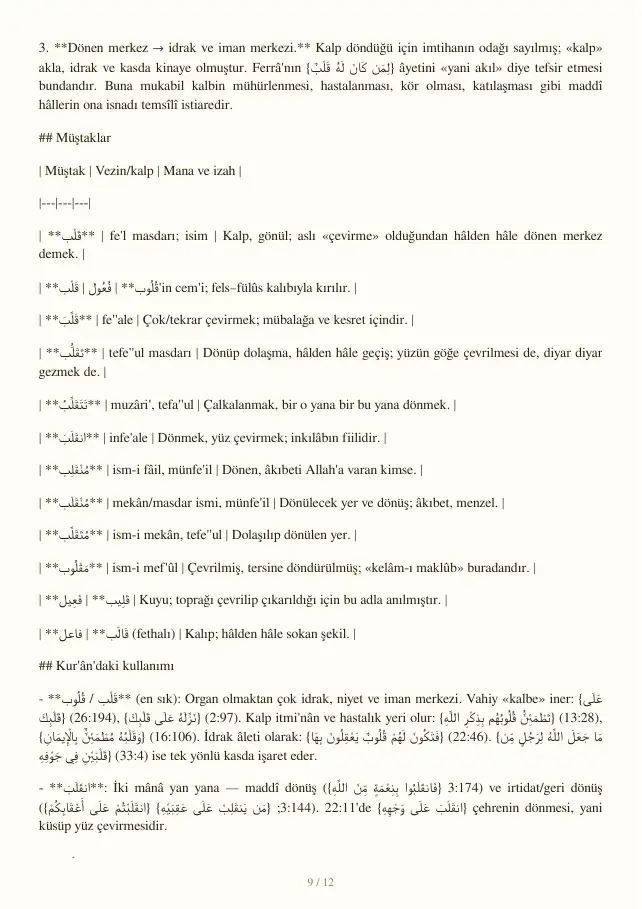 3. **Dönen merkez → idrak ve iman merkezi.** Kalp döndüğü için imtihanın odağı sayılmış; «kalp»
akla, idrak ve kasda kinaye olmuştur. Ferrâ'nın {لِمَن كَانَ لَهُ قَلْبٌ} âyetini «yani akıl» diye tefsir etmesi
bundandır. Buna mukabil kalbin mühürlenmesi, hastalanması, kör olması, katılaşması gibi maddî
hâllerin ona isnadı temsîlî istiaredir.
## Müştaklar
| Müştak | Vezin/kalp | Mana ve izah |
|---|---|---|
| **قَلْب** | fe'l masdarı; isim | Kalp, gönül; aslı «çevirme» olduğundan hâlden hâle dönen merkez
demek. |
| **قُلُوب** | فُعُول | قَلْب'in cem'i; fels–fülûs kalıbıyla kırılır. |
| **قَلَّبَ** | fe''ale | Çok/tekrar çevirmek; mübalağa ve kesret içindir. |
| **تَقَلُّب** | tefe''ul masdarı | Dönüp dolaşma, hâlden hâle geçiş; yüzün göğe çevrilmesi de, diyar diyar
gezmek de. |
| **تَتَقَلَّبُ** | muzâri', tefa''ul | Çalkalanmak, bir o yana bir bu yana dönmek. |
| **انقَلَبَ** | infe'ale | Dönmek, yüz çevirmek; inkılâbın fiilidir. |
| **مُنْقَلِب** | ism-i fâil, münfe'il | Dönen, âkıbeti Allah'a varan kimse. |
| **مُنْقَلَب** | mekân/masdar ismi, münfe'il | Dönülecek yer ve dönüş; âkıbet, menzel. |
| **مُتَقَلَّب** | ism-i mekân, tefe''ul | Dolaşılıp dönülen yer. |
| **مَقْلُوب** | ism-i mef'ûl | Çevrilmiş, tersine döndürülmüş; «kelâm-ı maklûb» buradandır. |
| **قَلِيب** | فَعِيل | Kuyu; toprağı çevrilip çıkarıldığı için bu adla anılmıştır. |
| **قَالَب** | فاعل (fethalı) | Kalıp; hâlden hâle sokan şekil. |
## Kur'ân'daki kullanımı
- **قَلْب / قُلُوب** (en sık): Organ olmaktan çok idrak, niyet ve iman merkezi. Vahiy «kalbe» iner: {عَلَى
قَلْبِكَ} (26:194), {نَزَّلَهُ عَلَى قَلْبِكَ} (2:97). Kalp itmi'nân ve hastalık yeri olur: {تَطْمَئِنُّ قُلُوبُهُم بِذِكْرِ اللَّهِ} (13:28),
{وَقَلْبُهُ مُطْمَئِنٌّ بِالْإِيمَانِ} (16:106). İdrak âleti olarak: {فَتَكُونَ لَهُمْ قُلُوبٌ يَعْقِلُونَ بِهَا} (22:46). {مَا جَعَلَ اللَّهُ لِرَجُلٍ مِّن
قَلْبَيْنِ فِي جَوْفِهِ} (33:4) ise tek yönlü kasda işaret eder.
- **انقَلَبَ**: İki mânâ yan yana — maddî dönüş ({فَانقَلَبُوا بِنِعْمَةٍ مِّنَ اللَّهِ} 3:174) ve irtidat/geri dönüş
({انقَلَبْتُمْ عَلَى أَعْقَابِكُمْ} {مَن يَنقَلِبْ عَلَى عَقِبَيْهِ} ;3:144). 22:11'de {انقَلَبَ عَلَى وَجْهِهِ} çehrenin dönmesi, yani
küsüp yüz çevirmesidir.
.
9 / 12